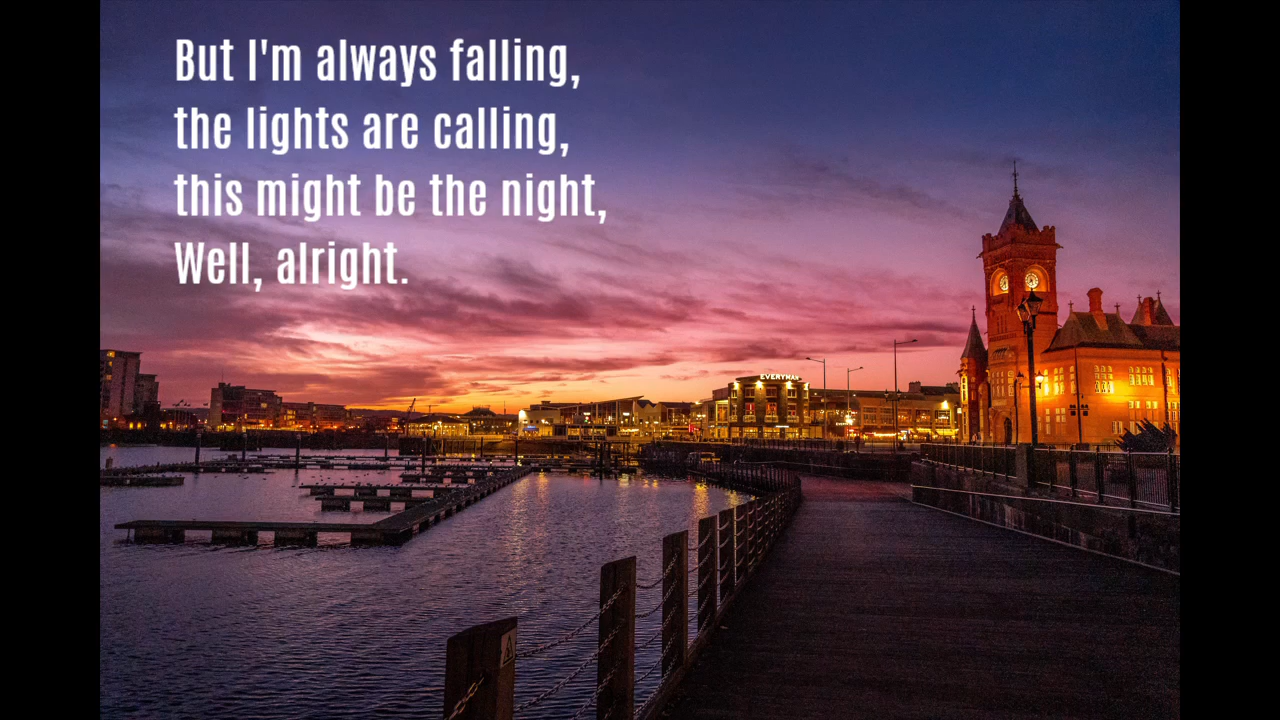 But I'm always falling,
the lights are calling,
this might be the night,
Well, alright.
EVERYMAN